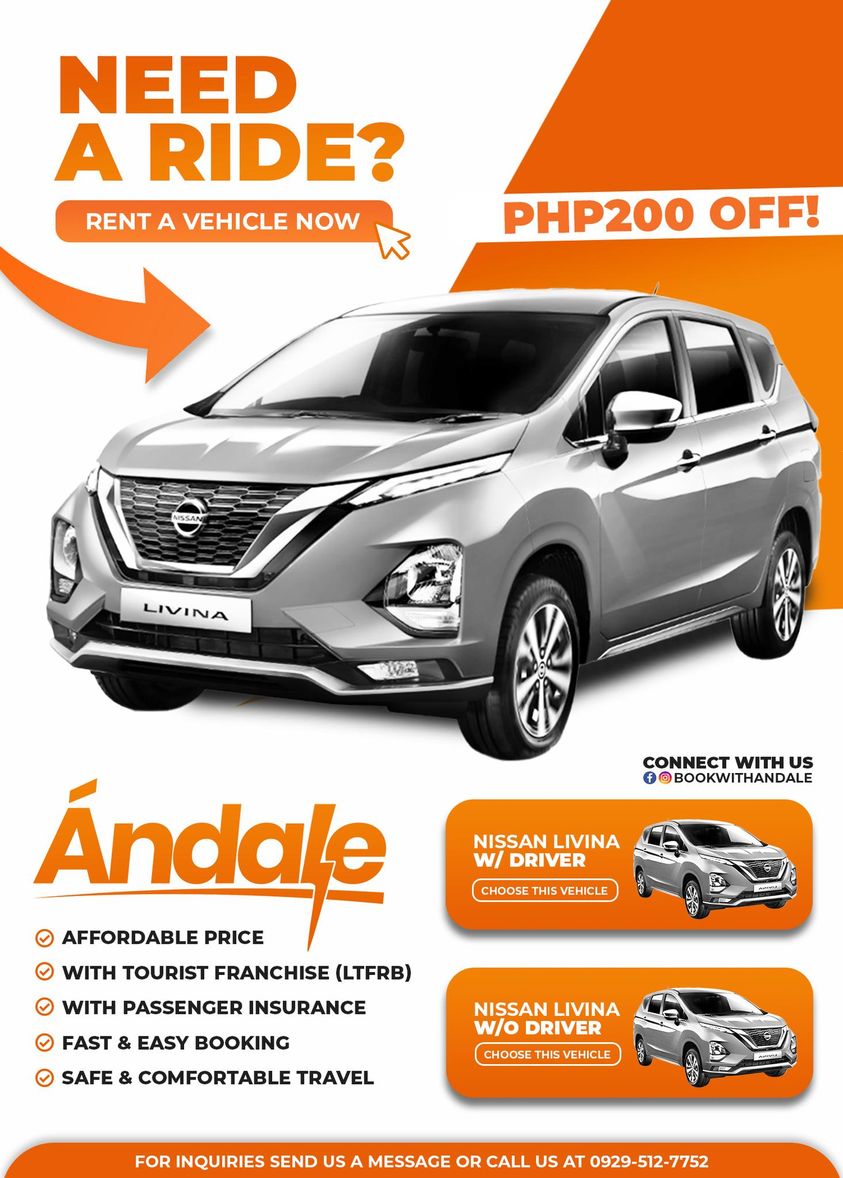 NEED
A RIDE?
RENT A VEHICLE NOW
PHP200 OFF!
NISSAN
LIVINA
CONNECT WITH US
BOOKWITHANDALE
Ándale
AFFORDABLE PRICE
WITH TOURIST FRANCHISE (LTFRB)
WITH PASSENGER INSURANCE
FAST & EASY BOOKING
SAFE & COMFORTABLE TRAVEL
NISSAN LIVINA
W/ DRIVER
CHOOSE THIS VEHICLE
NISSAN LIVINA
W/O DRIVER
CHOOSE THIS VEHICLE
FOR INQUIRIES SEND US A MESSAGE OR CALL US AT 0929-512-7752